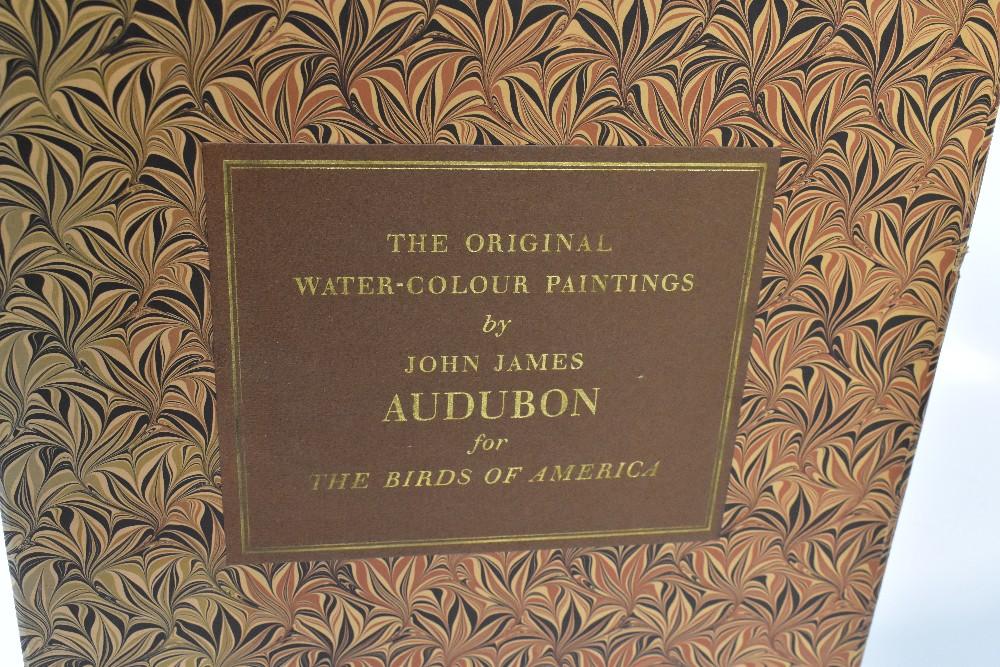 THE ORIGINAL
WATER-COLOUR PAINTINGS
by
JOHN JAMES
AUDUBON
for
THE BIRDS OF AMERICA